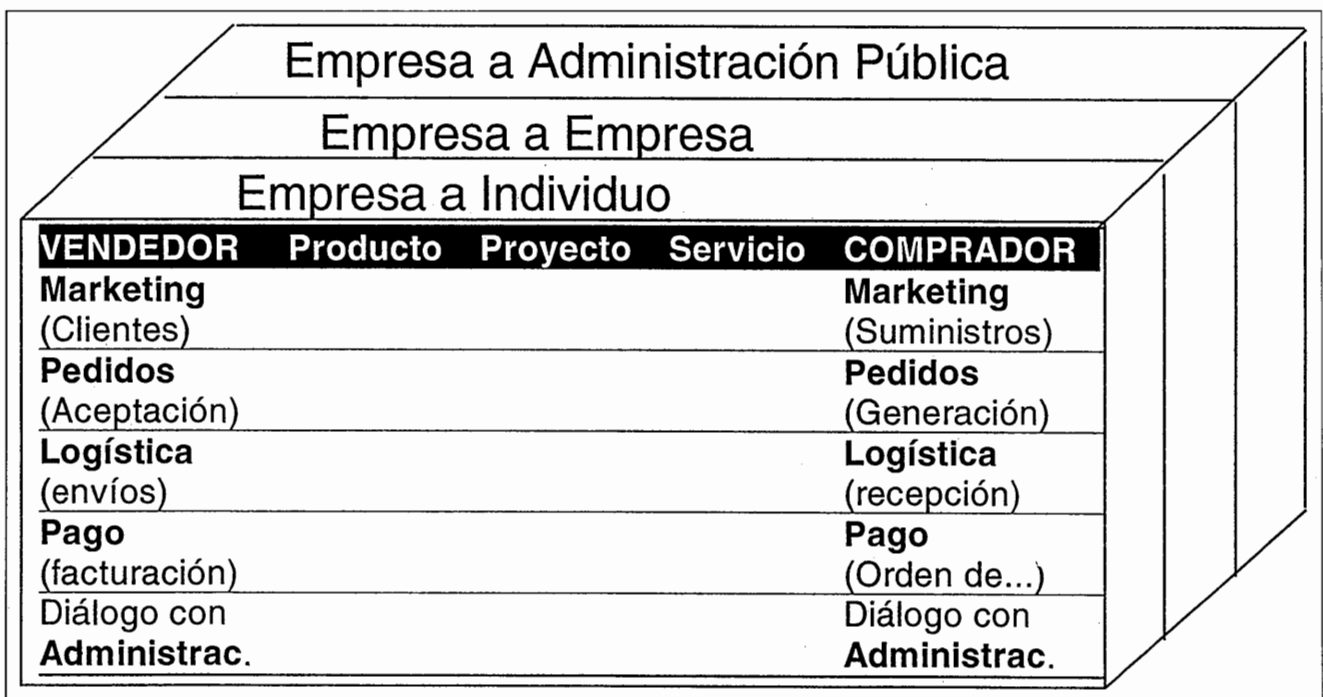 Empresa a Administración Pública
Empresa a Empresa
Empresa a Individuo
VENDEDOR Producto Proyecto Servicio COMPRADOR
Marketing Marketing
(Clientes) (Suministros)
Pedidos Pedidos
(Aceptación) (Generación)
Logística Logística
(envíos) (recepción)
Pago Pago
(facturación) (Orden de...)
Diálogo con Diálogo con
Administrac. Administrac.